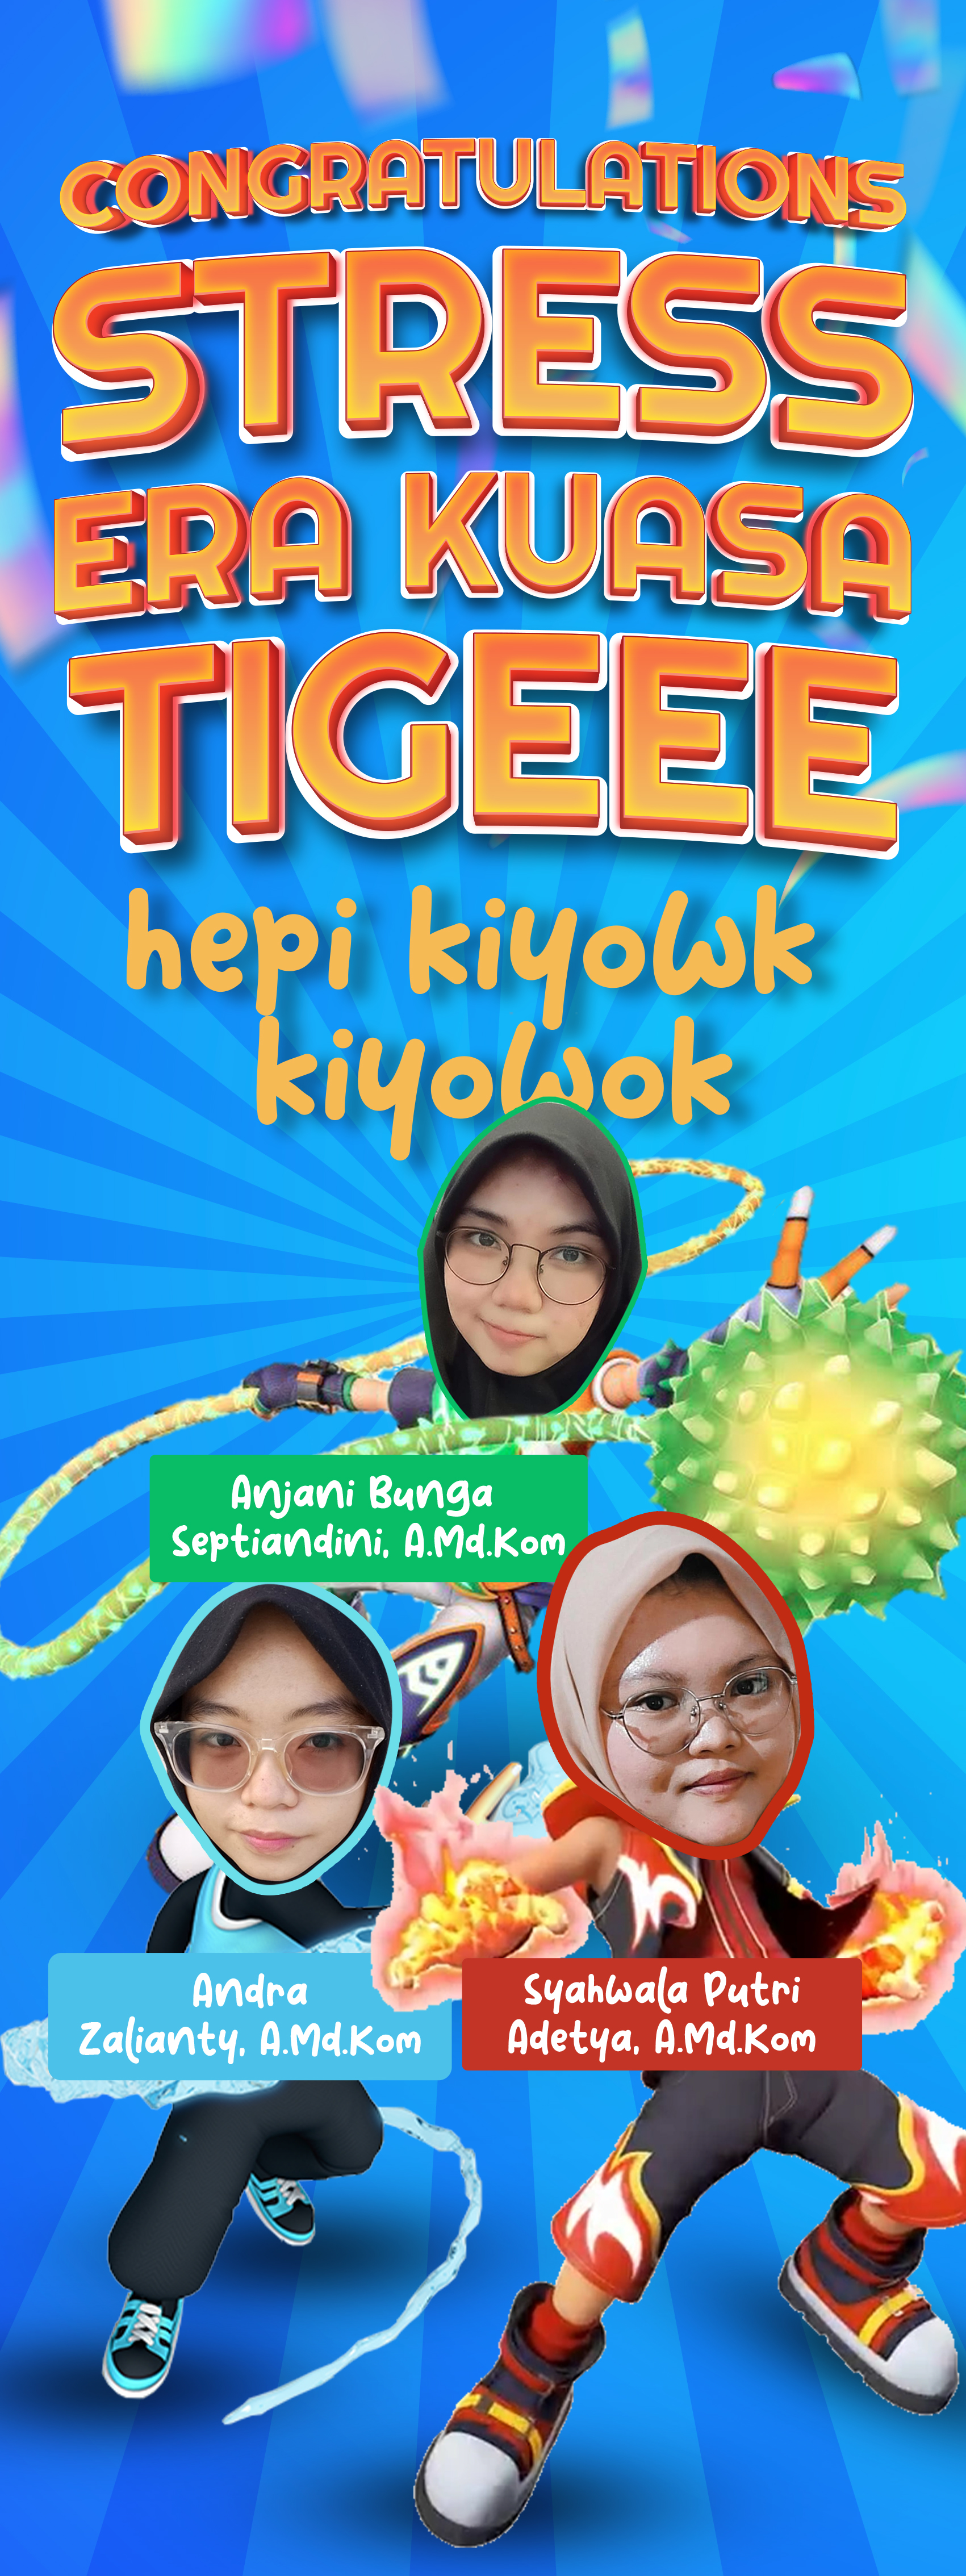 CONGRATULATIONS
STRESS
ERA KUASA
TIGEEE
hepi kiyowk
kiyowok
Anjani Bunga
Septiandini, A.Md.Kom
Andra
Zalianty, A.Md.Kom
Syahwala Putri
Adetya, A.Md.Kom